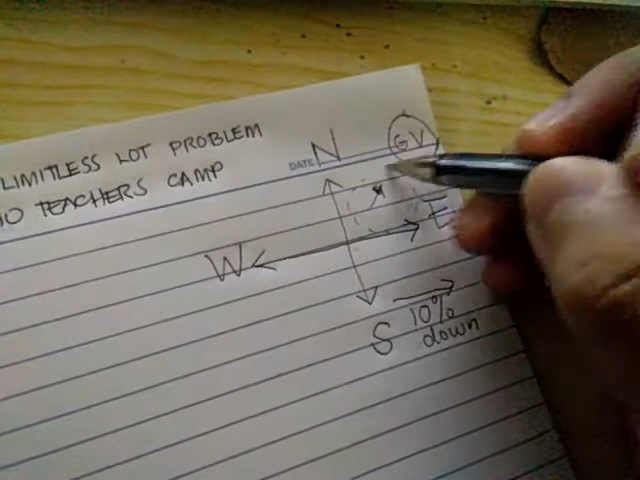 LIMITLESS LOT PROBLEM
TEACHERS CAMP
DATE
N
GV
W
E
S
10%
down